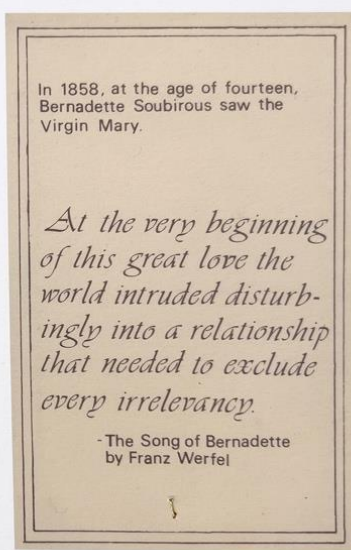 In 1858, at the age of fourteen,
Bernadette Soubirous saw the
Virgin Mary.
At the very beginning
of this great love the
world intruded disturb-
ingly into a relationship
that needed to exclude
every irrelevancy.
- The Song of Bernadette
by Franz Werfel